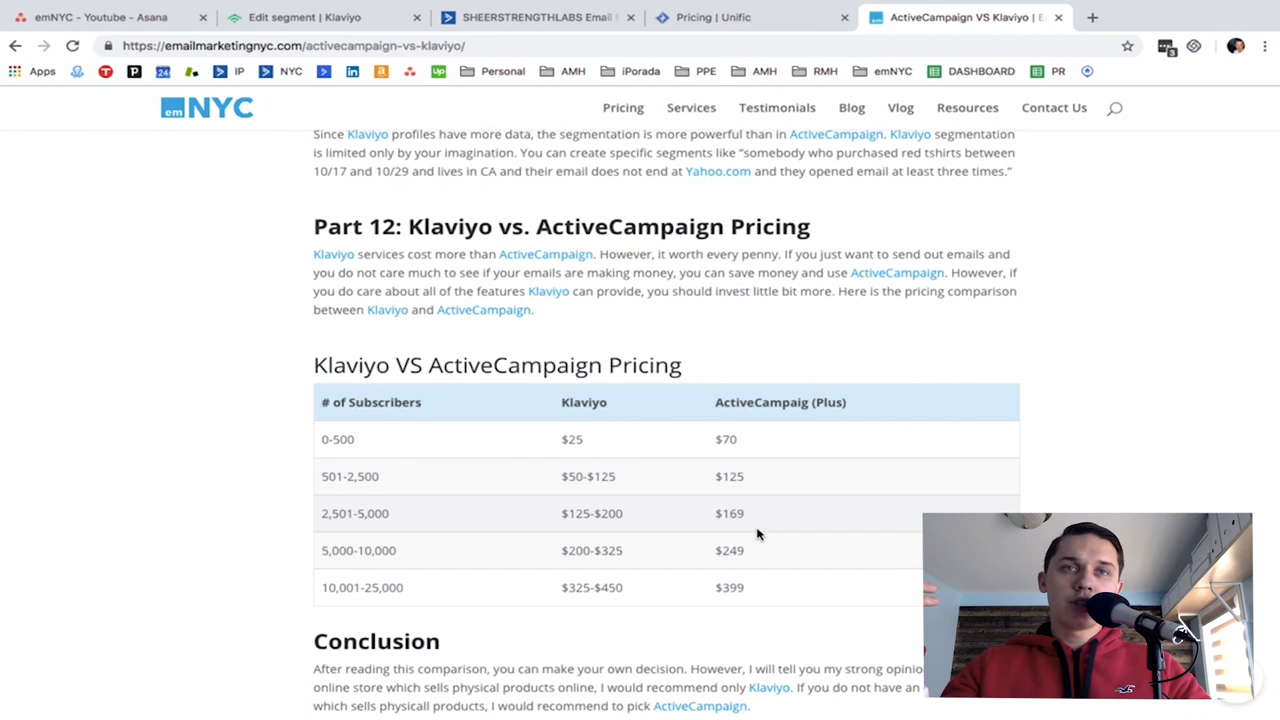 emNYC - Youtube - Asana
Edit segment | Klaviyo
SHEERSTRENGTHLABS Email
Pricing | Unific
ActiveCampaign VS Klaviyo | E
https://emailmarketingnyc.com/activecampaign-vs-klaviyo/
3
Apps
24
IP
NYC
Personal
AMH
iPorada
PPE
AMH
RMH
emNYC
DASHBOARD
PR
emNYC
Pricing
Services
Testimonials
Blog
Vlog
Resources
Contact Us
Since Klaviyo profiles have more data, the segmentation is more powerful than in ActiveCampaign. Klaviyo segmentation
is limited only by your imagination. You can create specific segments like “somebody who purchased red tshirts between
10/17 and 10/29 and lives in CA and their email does not end at Yahoo.com and they opened email at least three times.”
Part 12: Klaviyo vs. ActiveCampaign Pricing
Klaviyo services cost more than ActiveCampaign. However, it worth every penny. If you just want to send out emails and
you do not care much to see if your emails are making money, you can save money and use ActiveCampaign. However, if
you do care about all of the features Klaviyo can provide, you should invest little bit more. Here is the pricing comparison
between Klaviyo and ActiveCampaign.
Klaviyo VS ActiveCampaign Pricing
# of Subscribers Klaviyo ActiveCampaig (Plus)
0-500 $25 $70
501-2,500 $50-$125 $125
2,501-5,000 $125-$200 $169
5,000-10,000 $200-$325 $249
10,001-25,000 $325-$450 $399
Conclusion
After reading this comparison, you can make your own decision. However, I will tell you my strong opinio
online store which sells physical products online, I would recommend only Klaviyo. If you do not have an
which sells physicall products, I would recommend to pick ActiveCampaign.